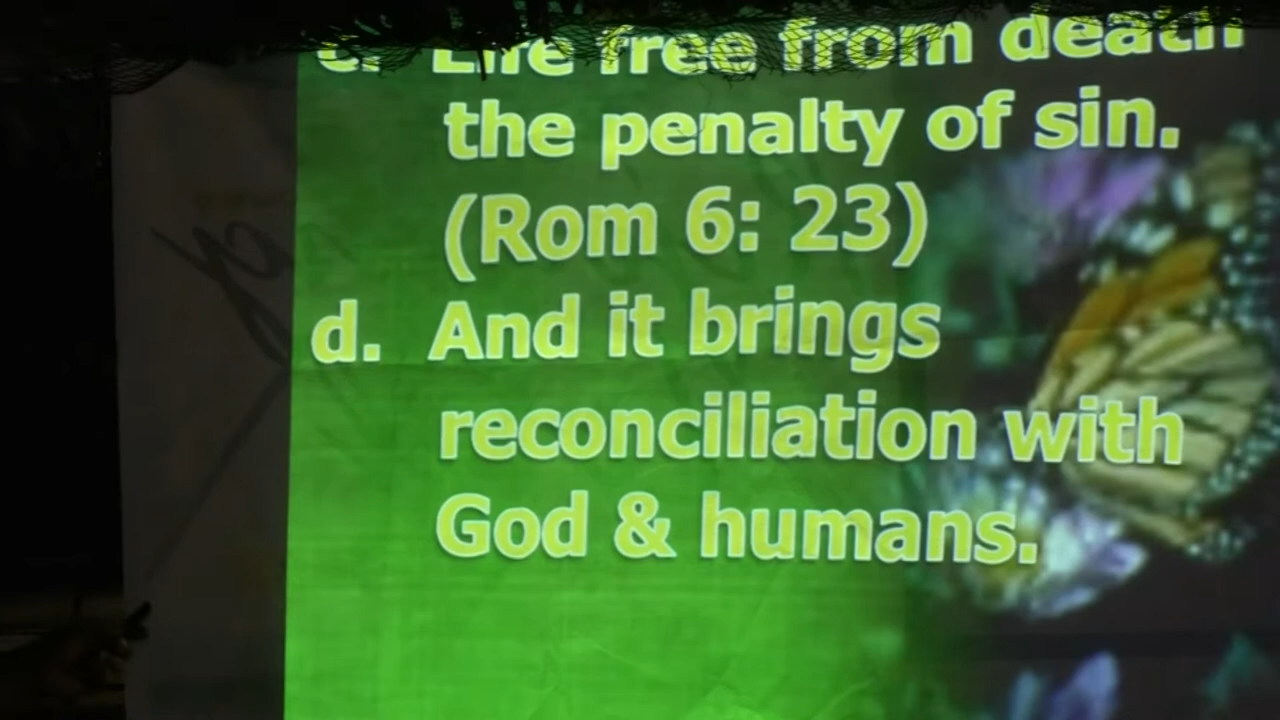 c. Life free from death
the penalty of sin.
(Rom 6: 23)
d. And it brings
reconciliation with
God & humans.